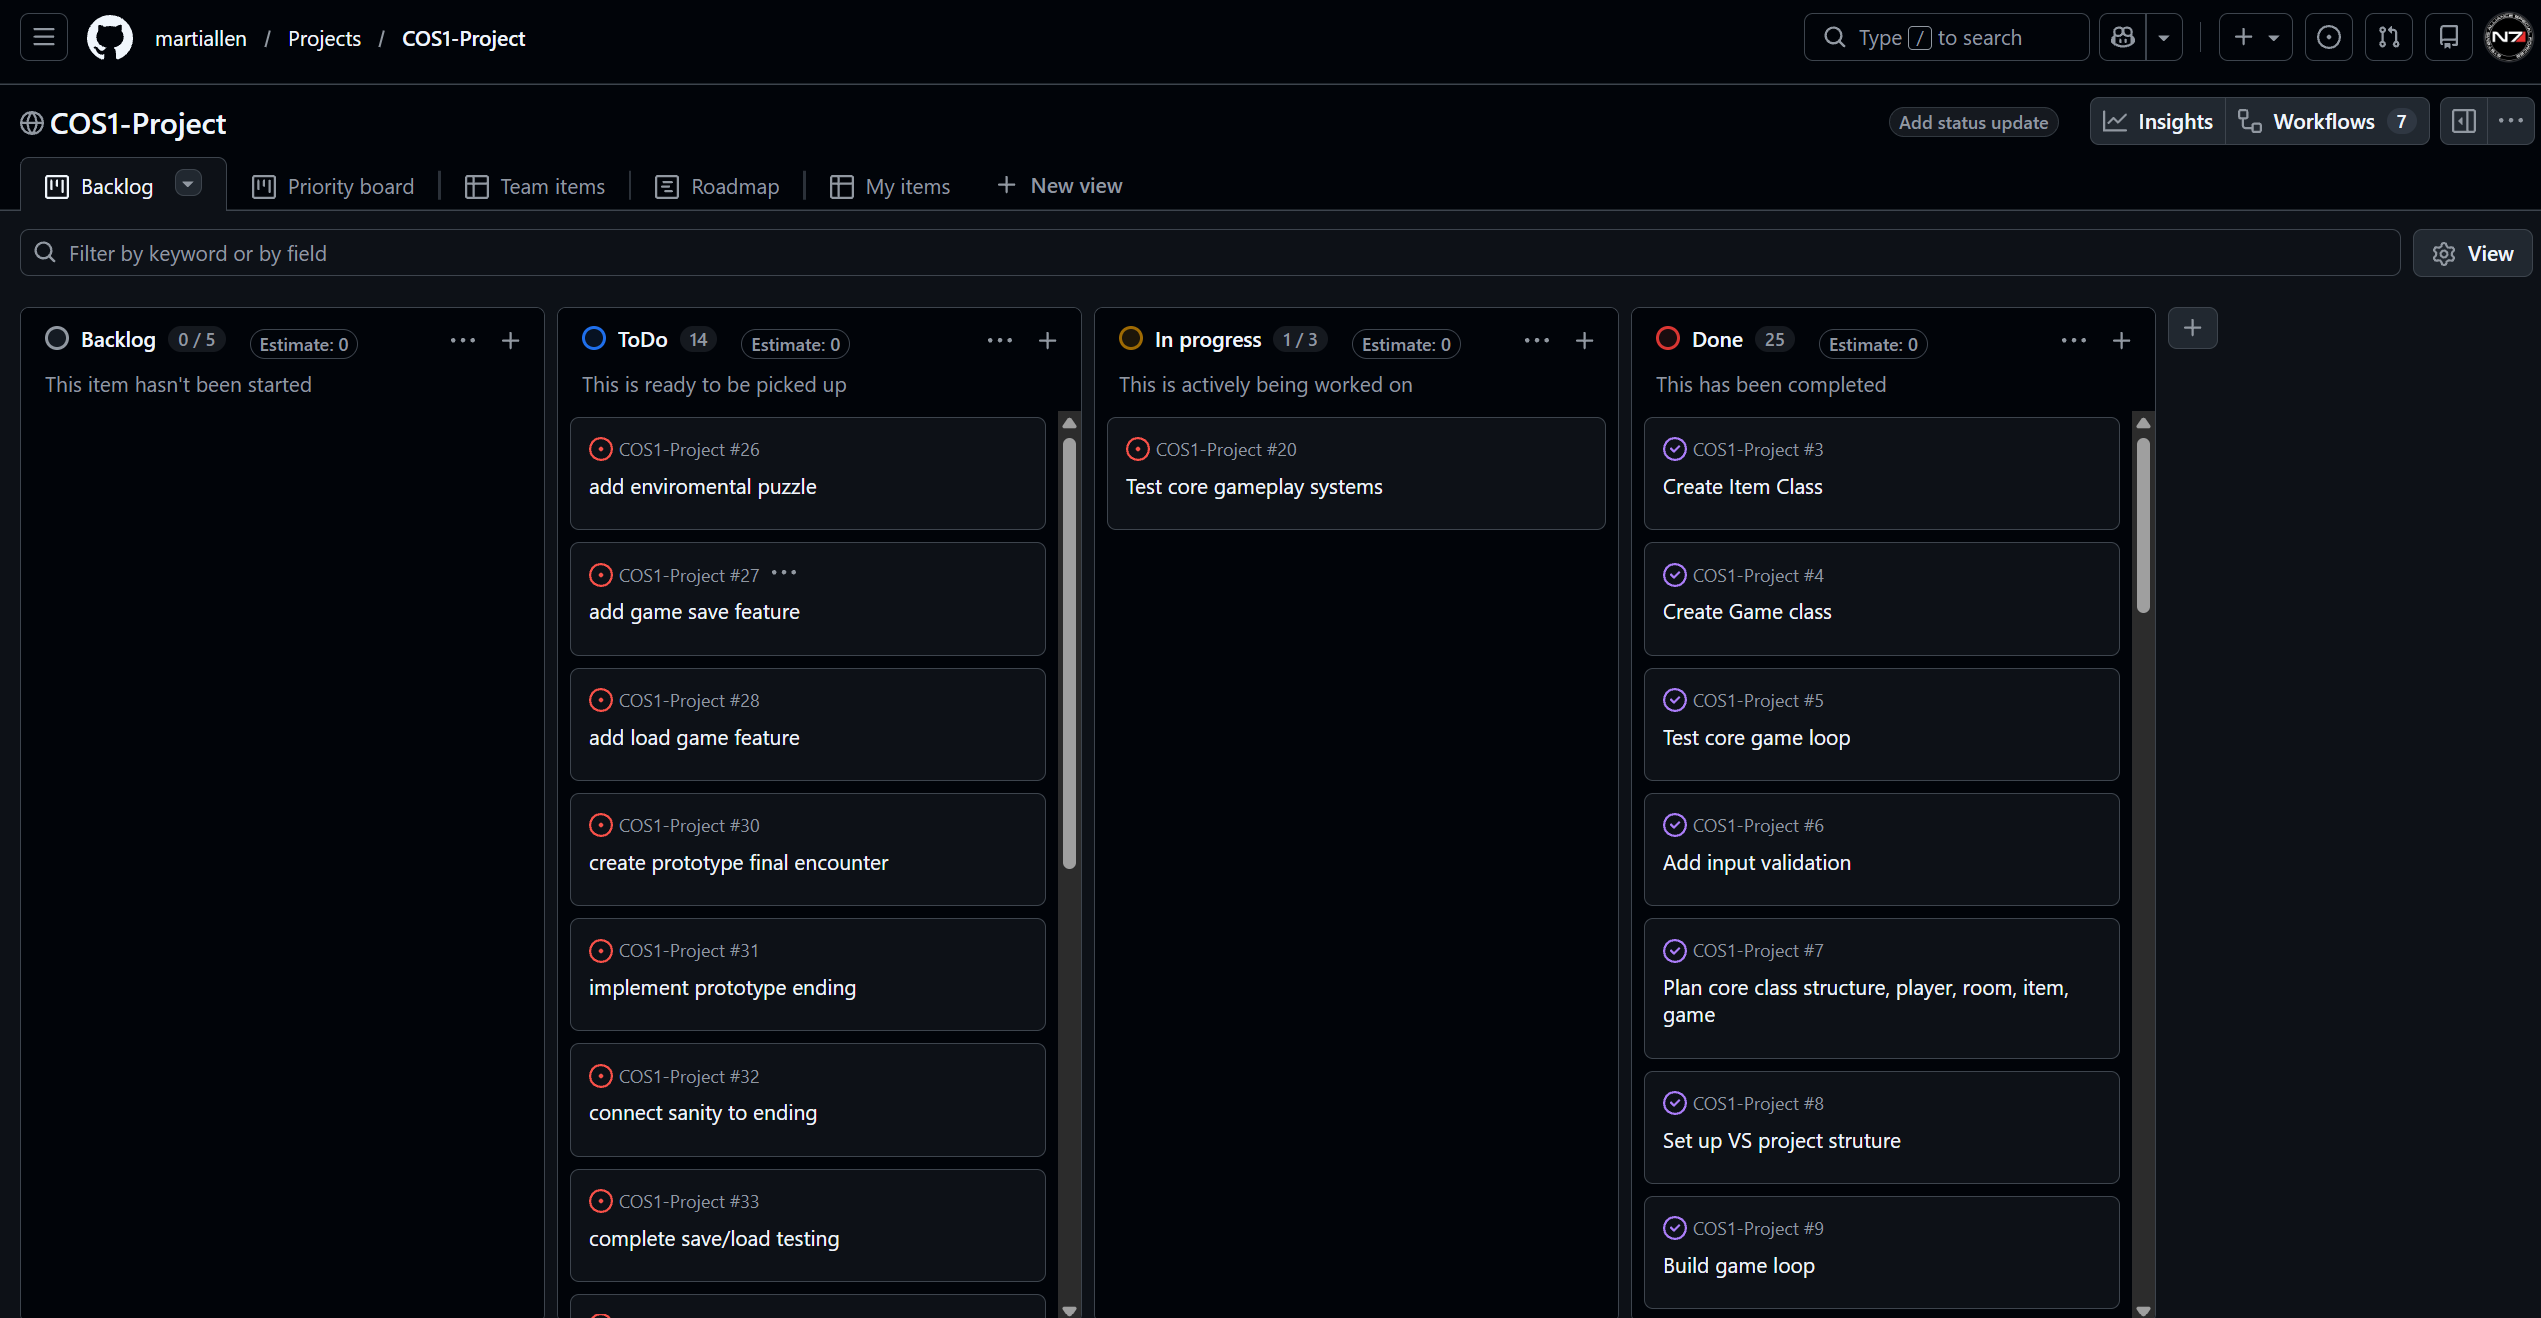 martiallen / Projects / COS1-Project
Type / to search
N7
COS1-Project
Add status update
Insights
Workflows 7
Backlog
Priority board
Team items
Roadmap
My items
New view
Filter by keyword or by field
View
Backlog 0 / 5 Estimate: 0
This item hasn't been started
ToDo 14 Estimate: 0
This is ready to be picked up
COS1-Project #26
add enviromental puzzle
COS1-Project #27
add game save feature
COS1-Project #28
add load game feature
COS1-Project #30
create prototype final encounter
COS1-Project #31
implement prototype ending
COS1-Project #32
connect sanity to ending
COS1-Project #33
complete save/load testing
In progress 1 / 3 Estimate: 0
This is actively being worked on
COS1-Project #20
Test core gameplay systems
Done 25 Estimate: 0
This has been completed
COS1-Project #3
Create Item Class
COS1-Project #4
Create Game class
COS1-Project #5
Test core game loop
COS1-Project #6
Add input validation
COS1-Project #7
Plan core class structure, player, room, item,
game
COS1-Project #8
Set up VS project struture
COS1-Project #9
Build game loop